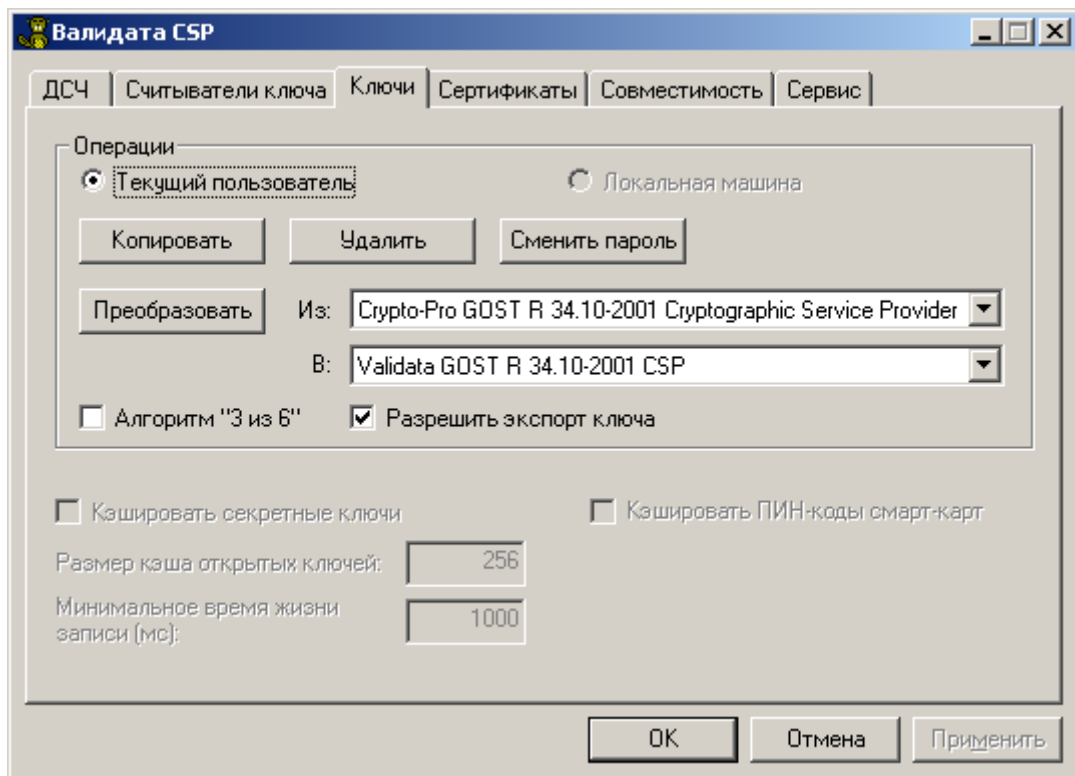 Валидата CSP
ДСЧ Считыватели ключа Ключи Сертификаты Совместимость Сервис
Операции
Текущий пользователь Локальная машина
Копировать Удалить Сменить пароль
Преобразовать Из: Crypto-Pro GOST R 34.10-2001 Cryptographic Service Provider
В: Validata GOST R 34.10-2001 CSP
Алгоритм "3 из 6" Разрешить экспорт ключа
Кэшировать секретные ключи Кэшировать ПИН-коды смарт-карт
Размер кэша открытых ключей: 256
Минимальное время жизни
записи (мс): 1000
OK Отмена Применить